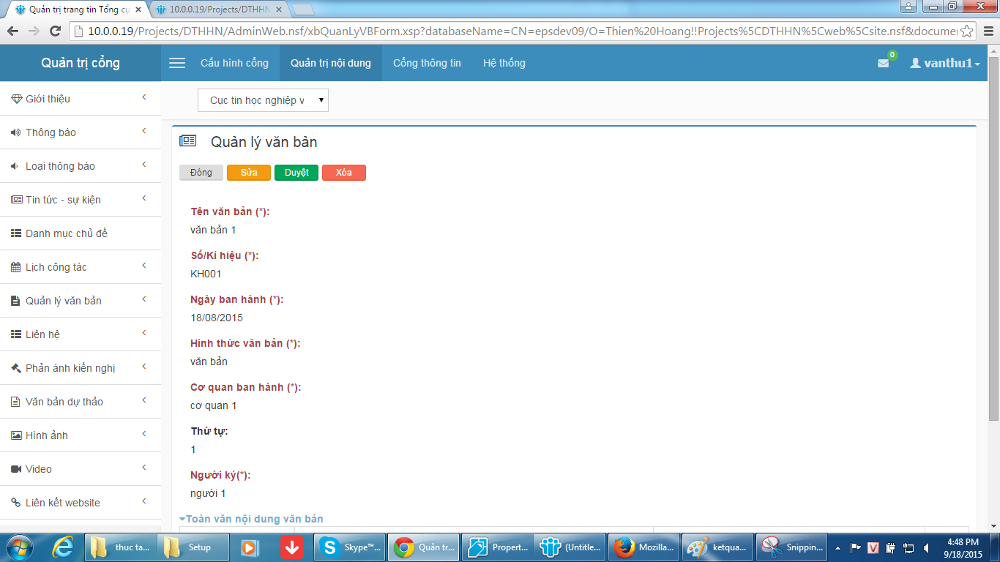 Quản trị trang tin Tổng cụ
10.0.0.19/Projects/DTHHN
10.0.0.19/Projects/DTHHN/AdminWeb.nsf/xbQuanLyVBForm.xsp?databaseName=CN=epsdev09/O=Thien%20Hoang!!Projects%5CDTHHN%5Cweb%5Csite.nsf&documen
Quản trị cổng
Cấu hình cổng
Quản trị nội dung
Cổng thông tin
Hệ thống
0
vanthu1
Giới thiệu
Thông báo
Loại thông báo
Tin tức - sự kiện
Danh mục chủ đề
Lịch công tác
Quản lý văn bản
Liên hệ
Phản ánh kiến nghị
Văn bản dự thảo
Hình ảnh
Video
Liên kết website
Cục tin học nghiệp v
Quản lý văn bản
Đóng
Sửa
Duyệt
Xóa
Tên văn bản (*):
văn bản 1
Số/Kí hiệu (*):
KH001
Ngày ban hành (*):
18/08/2015
Hình thức văn bản (*):
văn bản
Cơ quan ban hành (*):
cơ quan 1
Thứ tự:
1
Người ký(*):
người 1
Toàn văn nội dung văn bản
thuc ta...
Setup
Skype™...
Quản tr...
Propert...
(Untitle...
Mozilla...
ketqua...
Snippin...
4:48 PM
9/18/2015